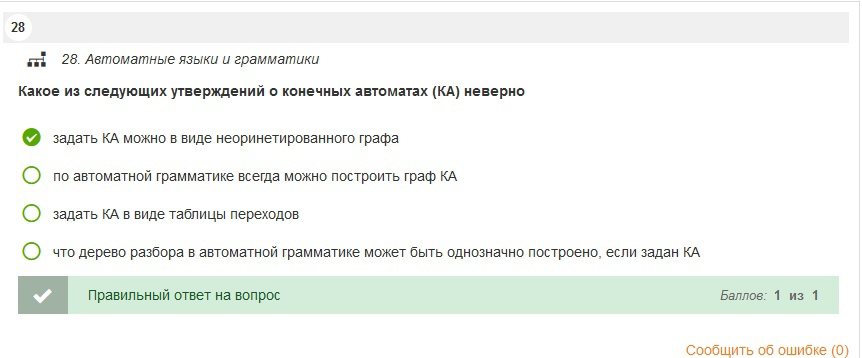 28
28. Автоматные языки и грамматики
Какое из следующих утверждений о конечных автоматах (КА) неверно
задать КА можно в виде неоринетированного графа
по автоматной грамматике всегда можно построить граф КА
задать КА в виде таблицы переходов
что дерево разбора в автоматной грамматике может быть однозначно построено, если задан КА
Правильный ответ на вопрос Баллов: 1 из 1
Сообщить об ошибке (0)